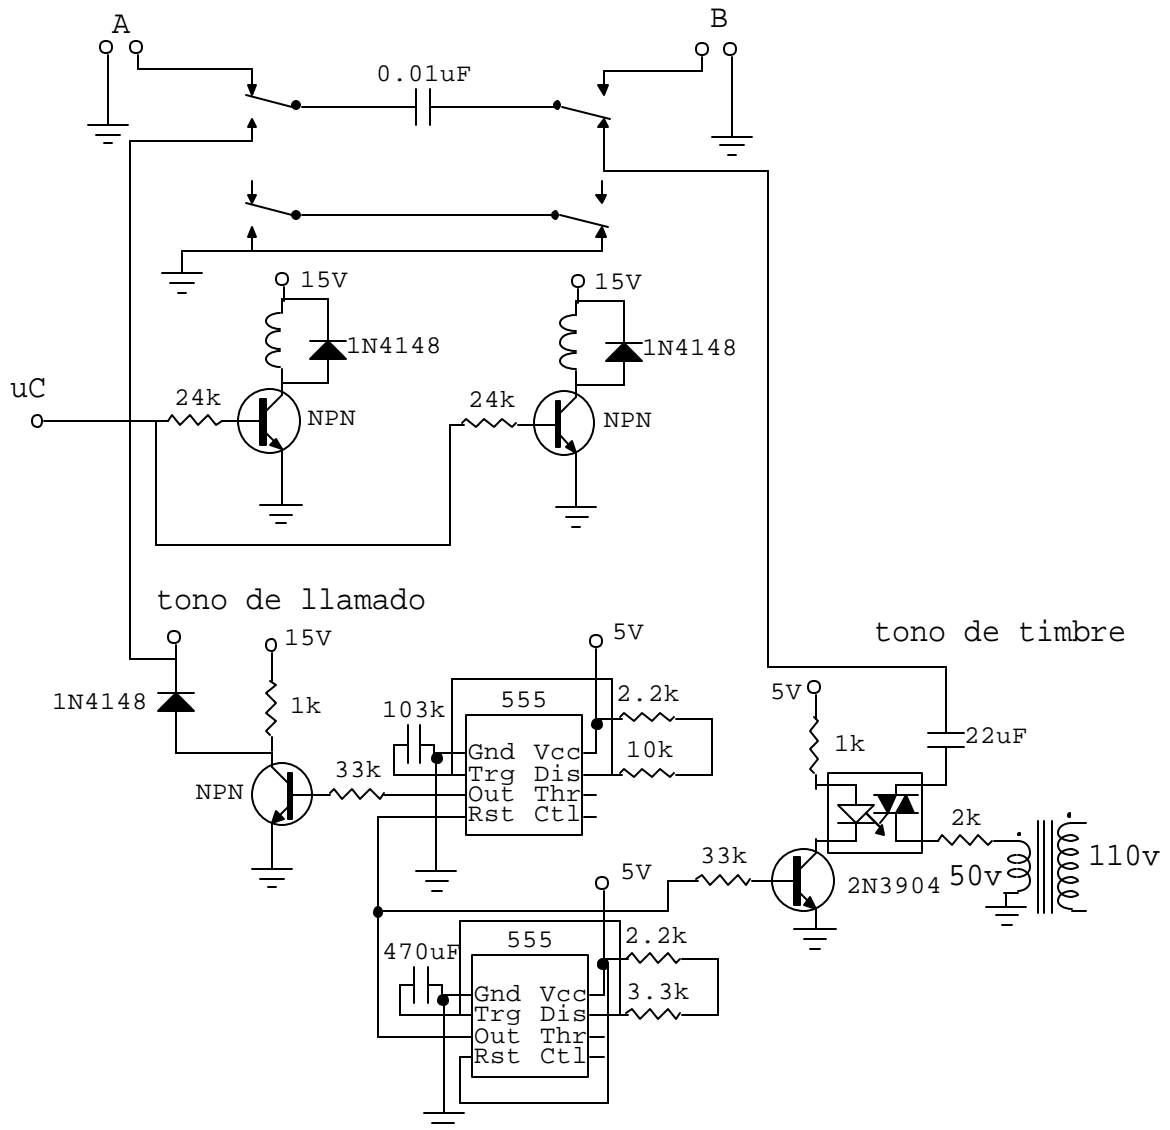 A
B
0.01uF
15V
15V
1N4148
1N4148
uC
24k
NPN
24k
NPN
tono de llamado
tono de timbre
15V
5V
1N4148
1k
103k
555
2.2k
5V
1k
22uF
Gnd Vcc
Trg Dis
Out Thr
Rst Ctl
10k
33k
NPN
2k
110v
50v
33k
2N3904
5V
470uF
555
2.2k
Gnd Vcc
Trg Dis
Out Thr
Rst Ctl
3.3k